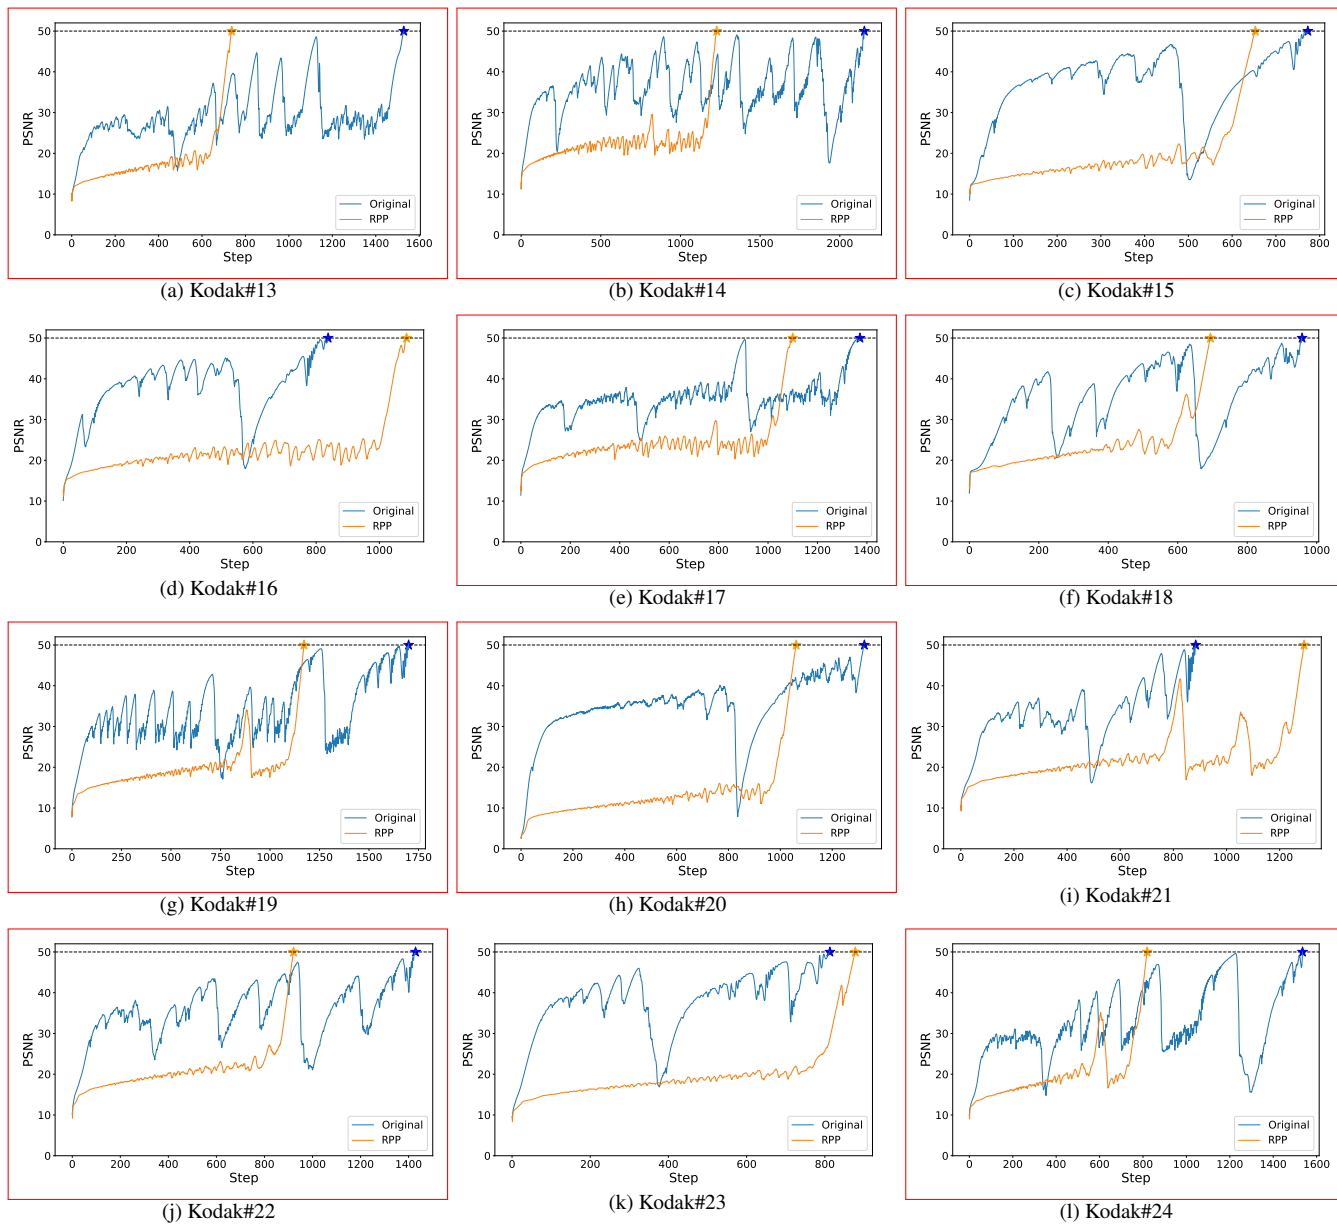 50
40
30
20
10
0
PSNR
Original
RPP
0 200 400 600 800 1000 1200 1400 1600
Step
(a) Kodak#13
50
40
30
20
10
0
PSNR
Original
RPP
500 1000 1500 2000
Step
(b) Kodak#14
50
40
30
20
10
0
PSNR
Original
RPP
0 100 200 300 400 500 600 700 800
Step
(c) Kodak#15
50
40
30
20
10
0
PSNR
Original
RPP
0 200 400 600 800 1000
Step
(d) Kodak#16
50
40
30
20
10
0
PSNR
Original
RPP
0 200 400 600 800 1000 1200 1400
Step
(e) Kodak#17
50
40
30
20
10
0
PSNR
Original
RPP
0 200 400 600 800 1000
Step
(f) Kodak#18
50
40
30
20
10
0
PSNR
Original
RPP
0 250 500 750 1000 1250 1500 1750
Step
(g) Kodak#19
50
40
30
20
10
0
PSNR
Original
RPP
0 200 400 600 800 1000 1200
Step
(h) Kodak#20
50
40
30
20
10
0
PSNR
Original
RPP
0 200 400 600 800 1000 1200
Step
(i) Kodak#21
50
40
30
20
10
0
PSNR
Original
RPP
0 200 400 600 800 1000 1200 1400
Step
(j) Kodak#22
50
40
30
20
10
0
PSNR
Original
RPP
0 200 400 600 800
Step
(k) Kodak#23
50
40
30
20
10
0
PSNR
Original
RPP
0 200 400 600 800 1000 1200 1400 1600
Step
(l) Kodak#24